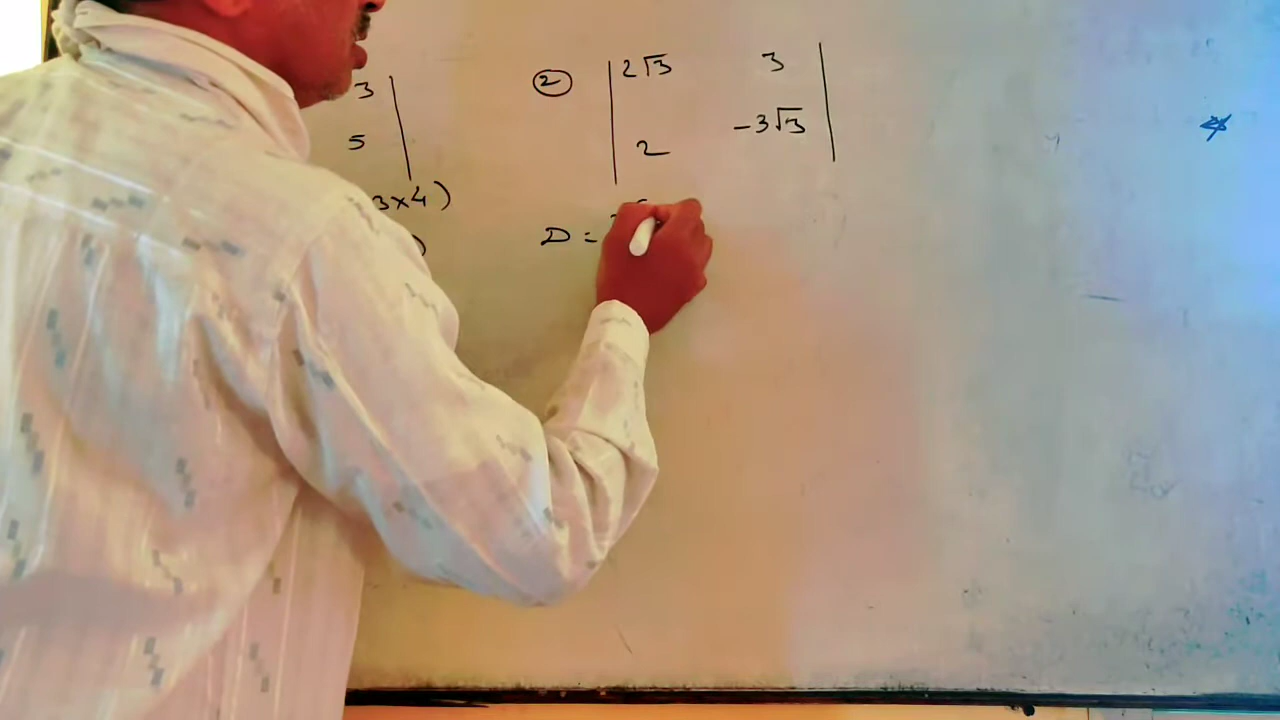 3
5
3×4)
)
② | 2√3 3 |
| 2 -3√3 |
D =